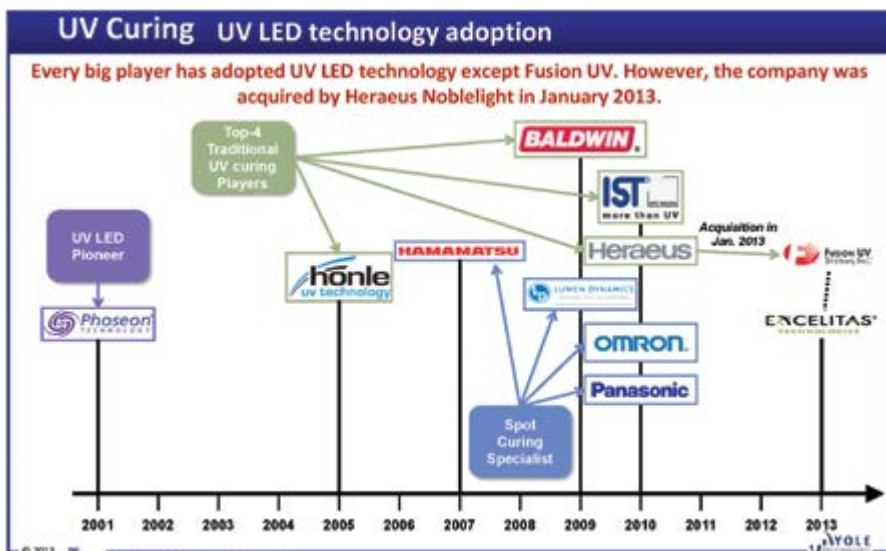 UV Curing UV LED technology adoption
Every big player has adopted UV LED technology except Fusion UV. However, the company was
acquired by Heraeus Noblelight in January 2013.
Top-4
Traditional
UV curing
Players
BALDWIN®
IST
more than UV
UV LED
Pioneer
Acquisition in
Jan. 2013
HAMAMATSU
Heraeus
Fusion UV
hönle
uv technology
LUMEN DYNAMICS
Phoseon
TECHNOLOGY
EXCELITAS
TECHNOLOGIES
OMRON
Panasonic
Spot
Curing
Specialist
2001 2002 2003 2004 2005 2006 2007 2008 2009 2010 2011 2012 2013
© 2013
YOLE